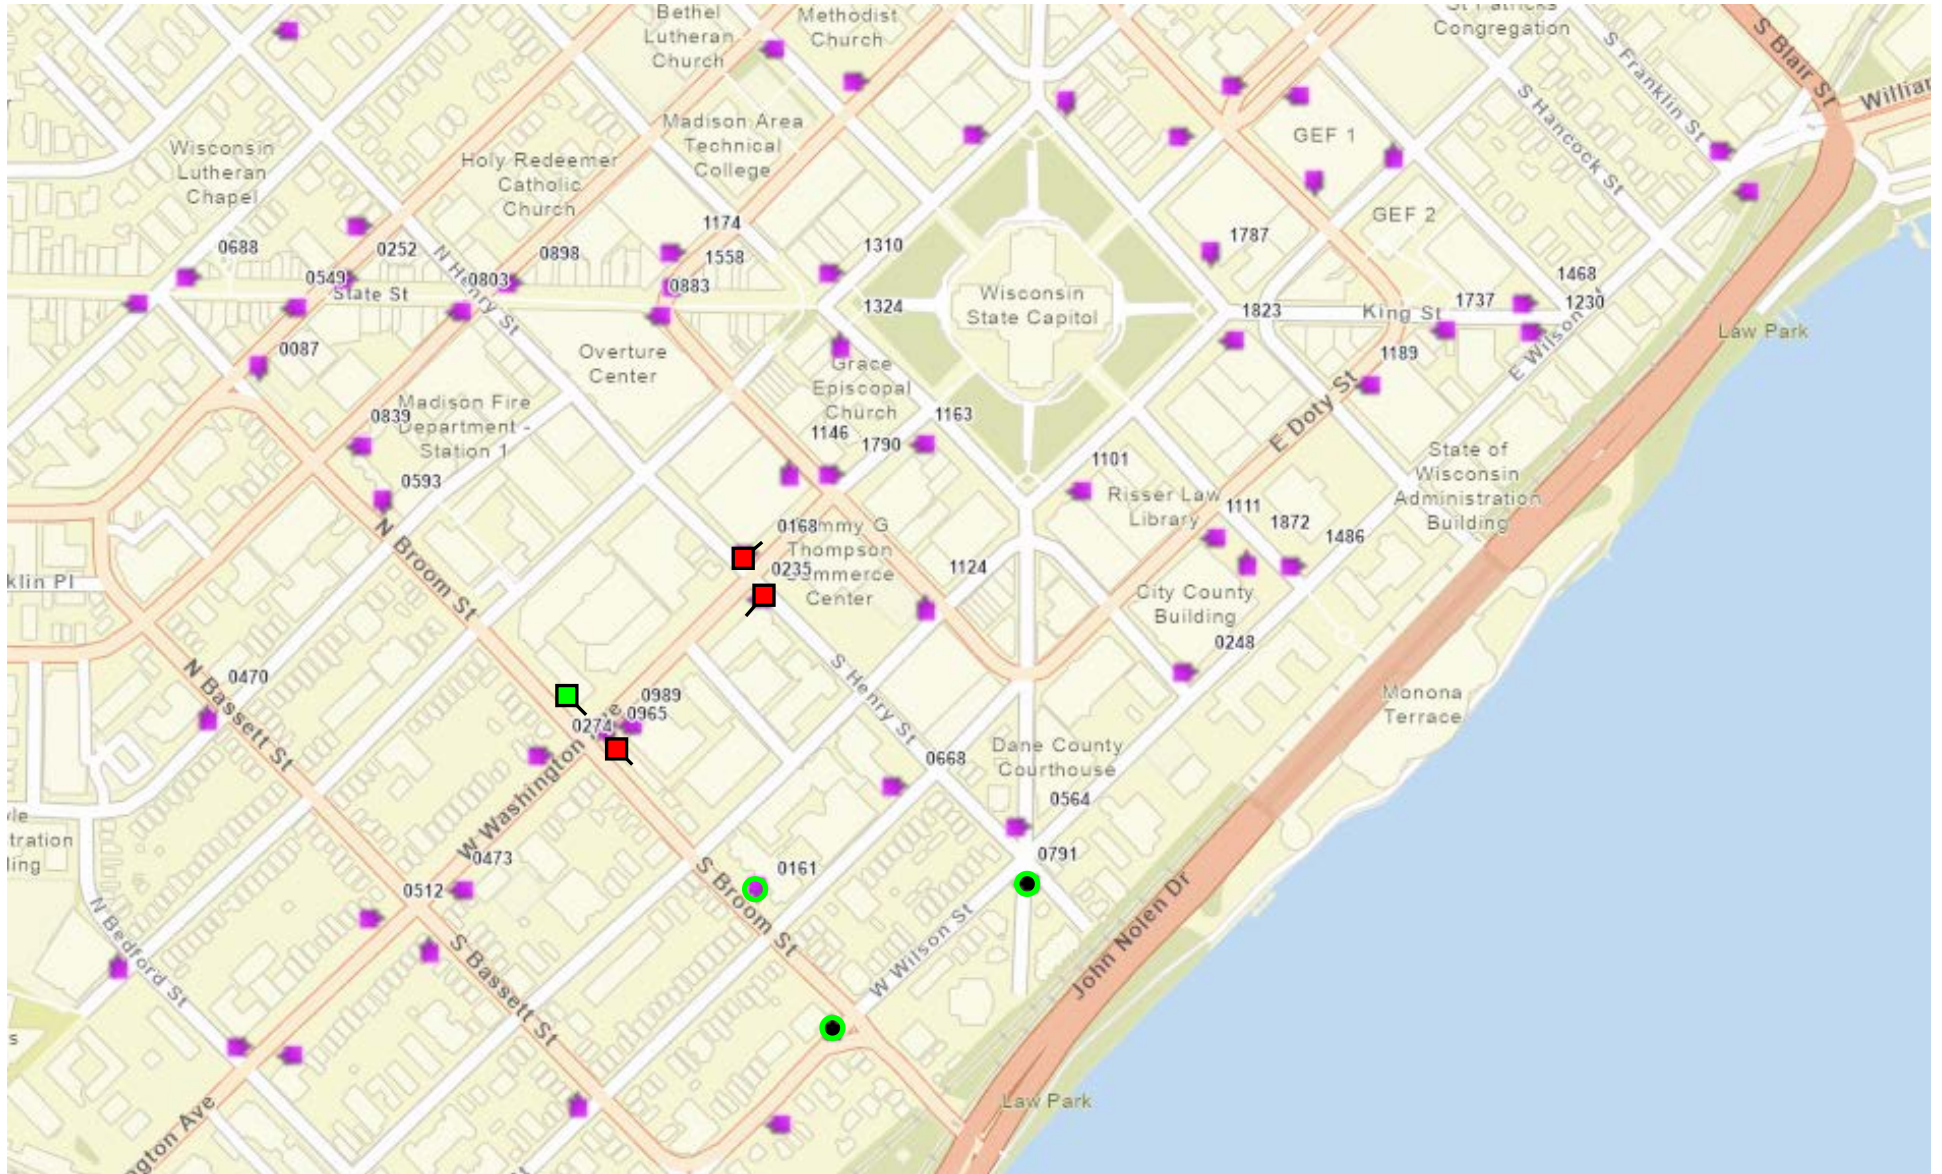 Bethel
Lutheran
Church
Methodist
Church
St Patricks
Congregation
S Blair St
S Franklin St
S Hancock St
Wisconsin
Lutheran
Chapel
Holy Redeemer
Catholic
Church
Madison Area
Technical
College
GEF 1
GEF 2
0688
0252
0549
State St
N Henry St
0803
0898
1174
1558
0883
1310
1324
Wisconsin
State Capitol
1787
1823
King St
1737
1468
1230
E Wilson
Law Park
0087
Overture
Center
Grace
Episcopal
Church
1189
E Doty St
0839
Madison Fire
Department -
Station 1
0593
1146
1790
1163
1101
Risser Law
Library
1111
1872
1486
State of
Wisconsin
Administration
Building
N Broom St
0168
mmy G
Thompson
ommerce
Center
0235
1124
City County
Building
0248
klin Pl
N Bassett St
0470
0989
0965
0274
S Henry St
0668
Dane County
Courthouse
0564
0791
Monona
Terrace
W Washington
0473
0512
S Broom St
0161
W Wilson St
John Nolen Dr
tration
N Bedford St
S Bassett St
Law Park
ngton Ave